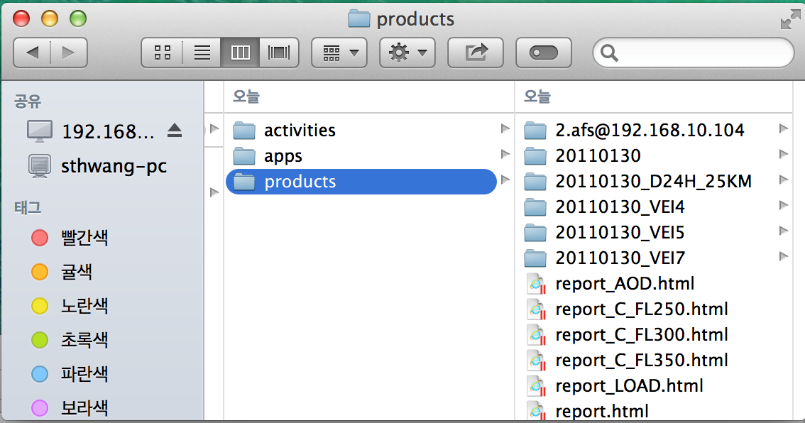 products
공유
192.168...
sthwang-pc
태그
빨간색
귤색
노란색
초록색
파란색
보라색
오늘
activities
apps
products
오늘
2.afs@192.168.10.104
20110130
20110130_D24H_25KM
20110130_VEI4
20110130_VEI5
20110130_VEI7
report_AOD.html
report_C_FL250.html
report_C_FL300.html
report_C_FL350.html
report_LOAD.html
report.html